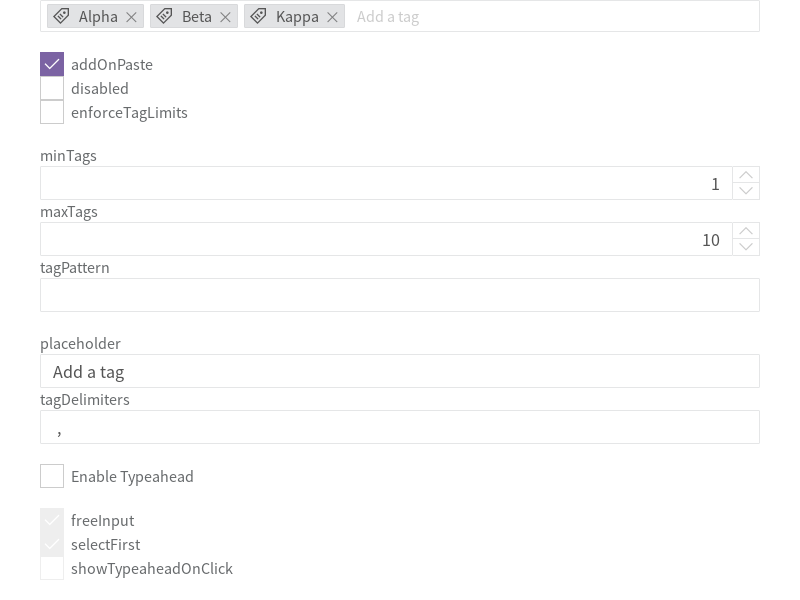 Alpha Beta Kappa Add a tag
addOnPaste
disabled
enforceTagLimits
minTags
1
maxTags
10
tagPattern
placeholder
Add a tag
tagDelimiters
,
Enable Typeahead
freeInput
selectFirst
showTypeaheadOnClick